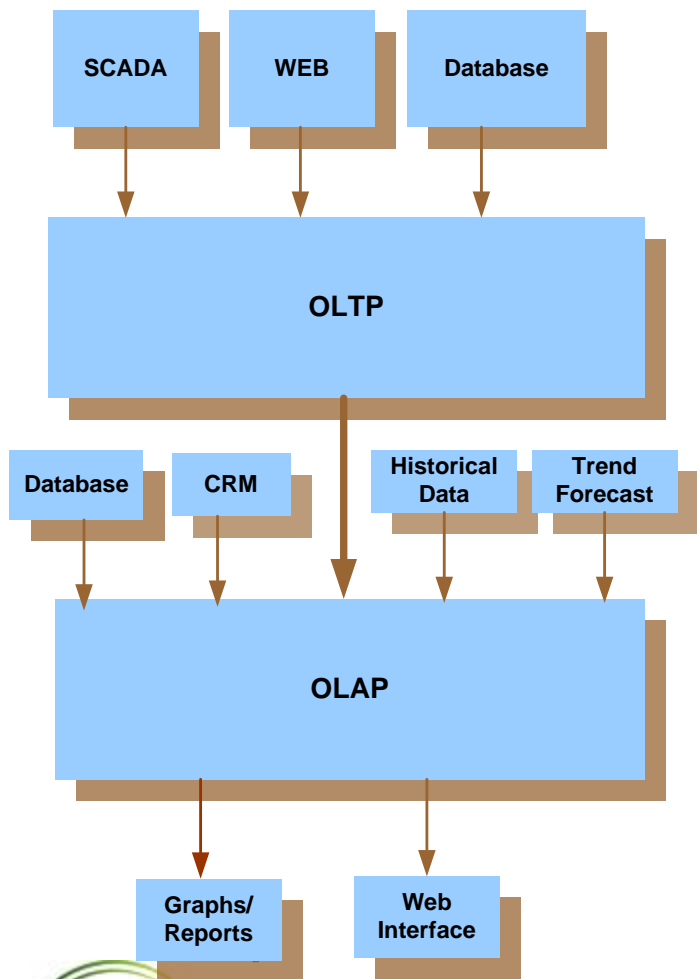 SCADA
WEB
Database
OLTP
Database
CRM
Historical
Data
Trend
Forecast
OLAP
Graphs/
Reports
Web
Interface